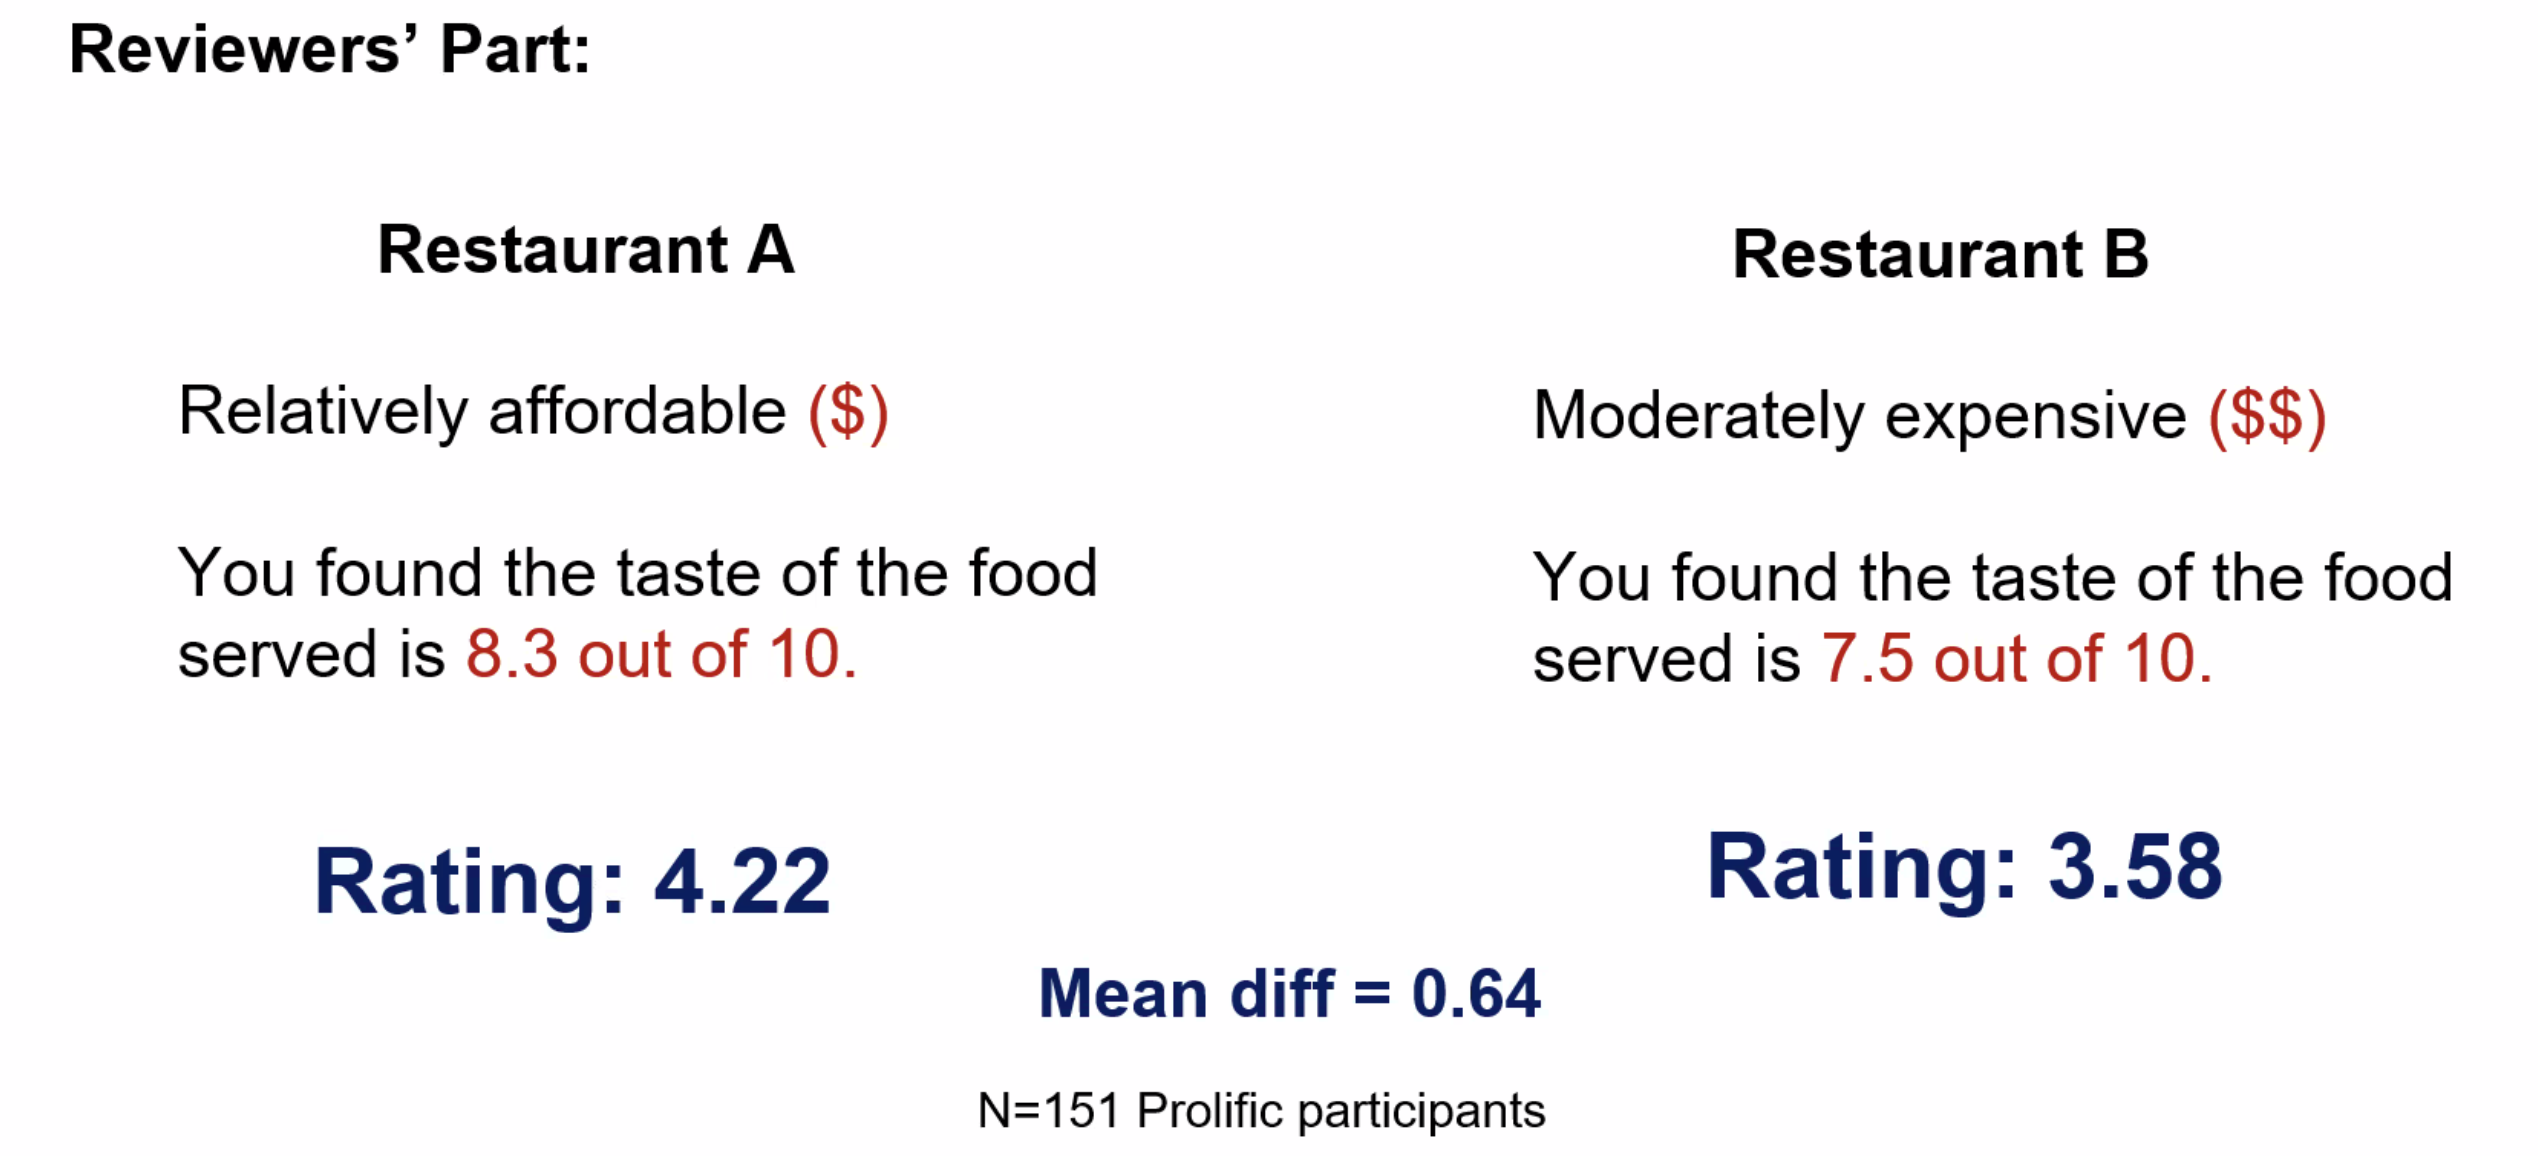 Reviewers’ Part:
Restaurant A
Relatively affordable ($)
You found the taste of the food
served is 8.3 out of 10.
Rating: 4.22
Restaurant B
Moderately expensive ($$)
You found the taste of the food
served is 7.5 out of 10.
Rating: 3.58
Mean diff = 0.64
N=151 Prolific participants